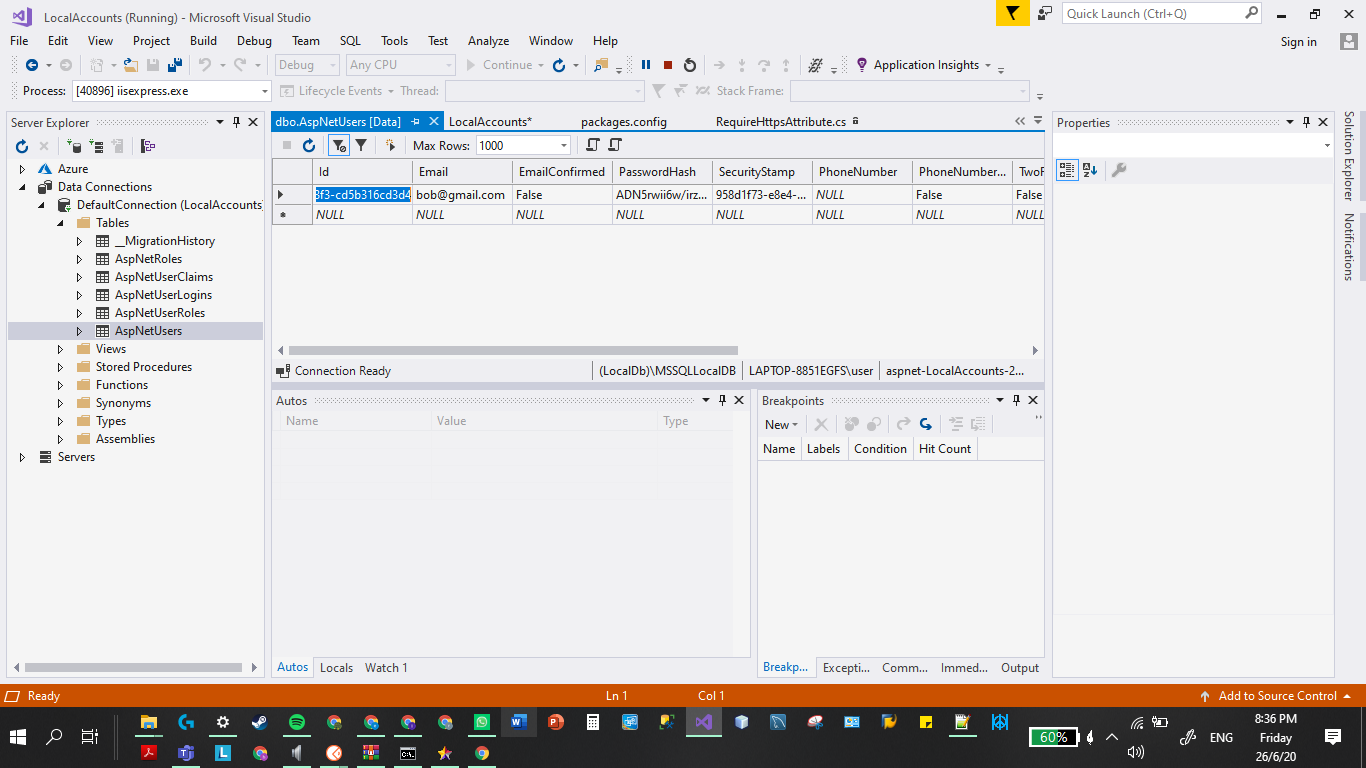 LocalAccounts (Running) - Microsoft Visual Studio
Quick Launch (Ctrl+Q)
File Edit View Project Build Debug Team SQL Tools Test Analyze Window Help
Sign in
Debug Any CPU Continue Application Insights
Process: [40896] iisexpress.exe Lifecycle Events Thread: Stack Frame:
Server Explorer
Azure
Data Connections
DefaultConnection (LocalAccounts)
Tables
__MigrationHistory
AspNetRoles
AspNetUserClaims
AspNetUserLogins
AspNetUserRoles
AspNetUsers
Views
Stored Procedures
Functions
Synonyms
Types
Assemblies
Servers
dbo.AspNetUsers [Data] LocalAccounts* packages.config RequireHttpsAttribute.cs
Max Rows: 1000
Id Email EmailConfirmed PasswordHash SecurityStamp PhoneNumber PhoneNumber... TwoF
3f3-cd5b316cd3d4 bob@gmail.com False ADN5rwii6w/irz... 958d1f73-e8e4-... NULL False False
NULL NULL NULL NULL NULL NULL NULL NULL
Connection Ready (LocalDb)\MSSQLLocalDB LAPTOP-8851EGFS\user aspnet-LocalAccounts-2...
Autos
Name Value Type
Autos Locals Watch 1
Breakpoints
New
Name Labels Condition Hit Count
Breakp... Excepti... Comm... Immed... Output
Properties
Solution Explorer
Notifications
Ready Ln 1 Col 1 Add to Source Control
60%
ENG
8:36 PM
Friday
26/6/20